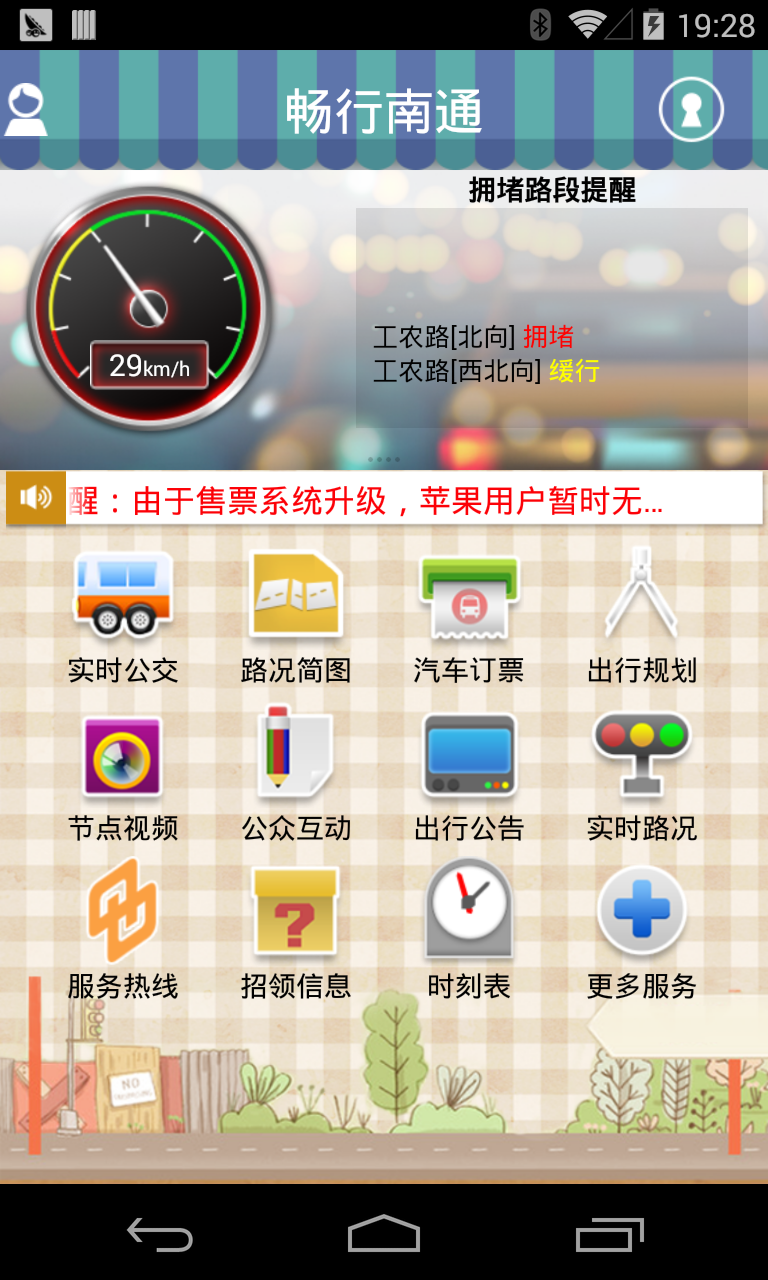 19:28
畅行南通
拥堵路段提醒
工农路[北向] 拥堵
工农路[西北向] 缓行
29km/h
醒：由于售票系统升级，苹果用户暂时无...
实时公交 路况简图 汽车订票 出行规划
节点视频 公众互动 出行公告 实时路况
?
服务热线 招领信息 时刻表 更多服务
NO